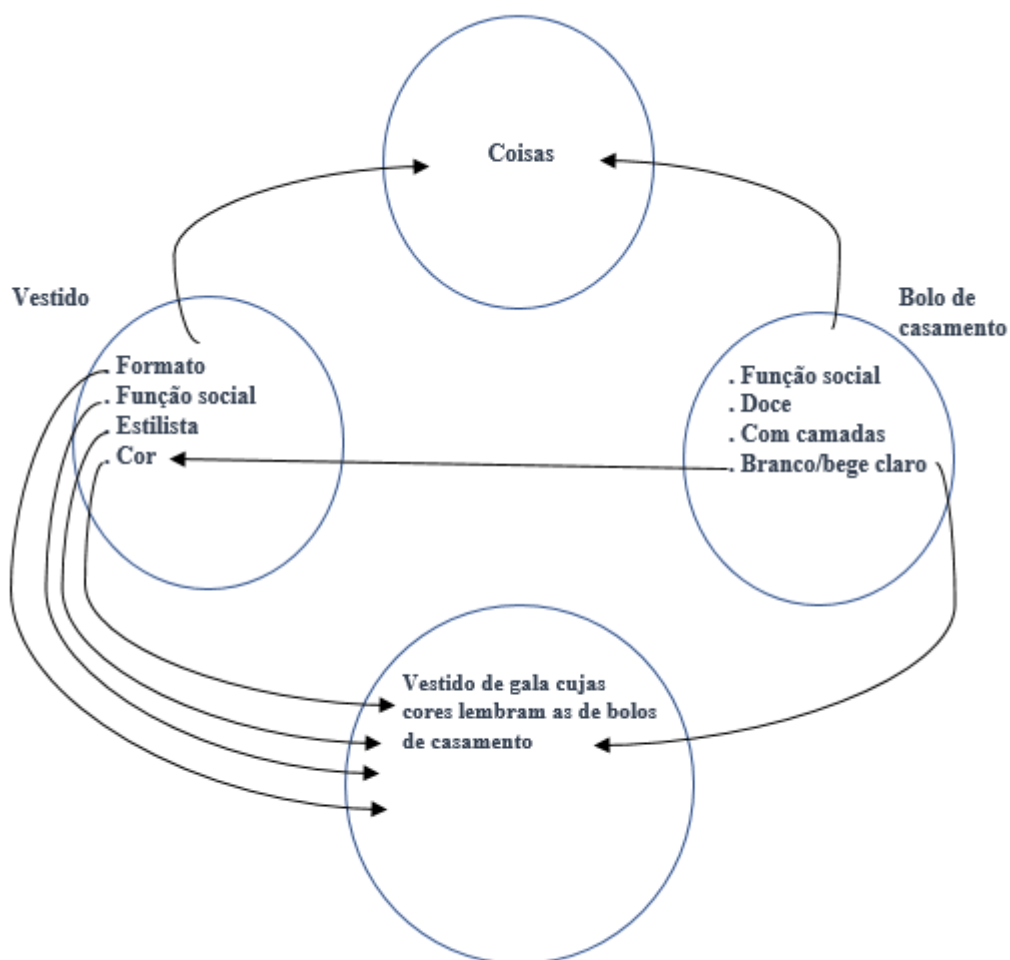 Coisas
Vestido
. Formato
. Função social
. Estilista
. Cor
Bolo de
casamento
. Função social
. Doce
. Com camadas
. Branco/bege claro
Vestido de gala cujas
cores lembram as de bolos
de casamento